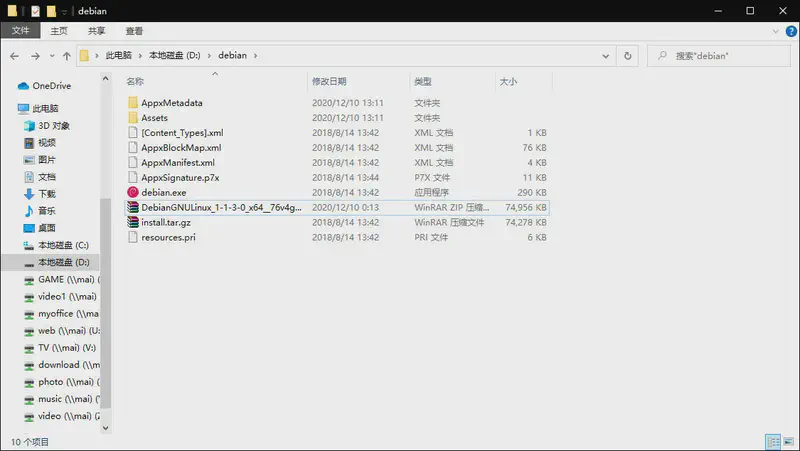 debian
文件 主页 共享 查看
此电脑 本地磁盘 (D:) debian
搜索"debian"
名称 修改日期 类型 大小
OneDrive
此电脑
3D 对象
视频
图片
文档
下载
音乐
桌面
本地磁盘 (C:)
本地磁盘 (D:)
GAME (\\mai)
video1 (\\mai)
myoffice (\\mai)
web (\\mai) (U:
TV (\\mai) (V:)
download (\\mai)
photo (\\mai)
music (\\mai)
video (\\mai) (Z
AppxMetadata 2020/12/10 13:11 文件夹
Assets 2020/12/10 13:11 文件夹
[Content_Types].xml 2018/8/14 13:42 XML 文档 1 KB
AppxBlockMap.xml 2018/8/14 13:42 XML 文档 76 KB
AppxManifest.xml 2018/8/14 13:42 XML 文档 4 KB
AppxSignature.p7x 2018/8/14 13:44 P7X 文件 11 KB
debian.exe 2018/8/14 13:42 应用程序 290 KB
DebianGNULinux_1-1-3-0_x64__76v4g... 2020/12/10 0:13 WinRAR ZIP 压缩... 74,956 KB
install.tar.gz 2018/8/14 13:42 WinRAR 压缩文件 74,278 KB
resources.pri 2018/8/14 13:42 PRI 文件 6 KB
10 个项目